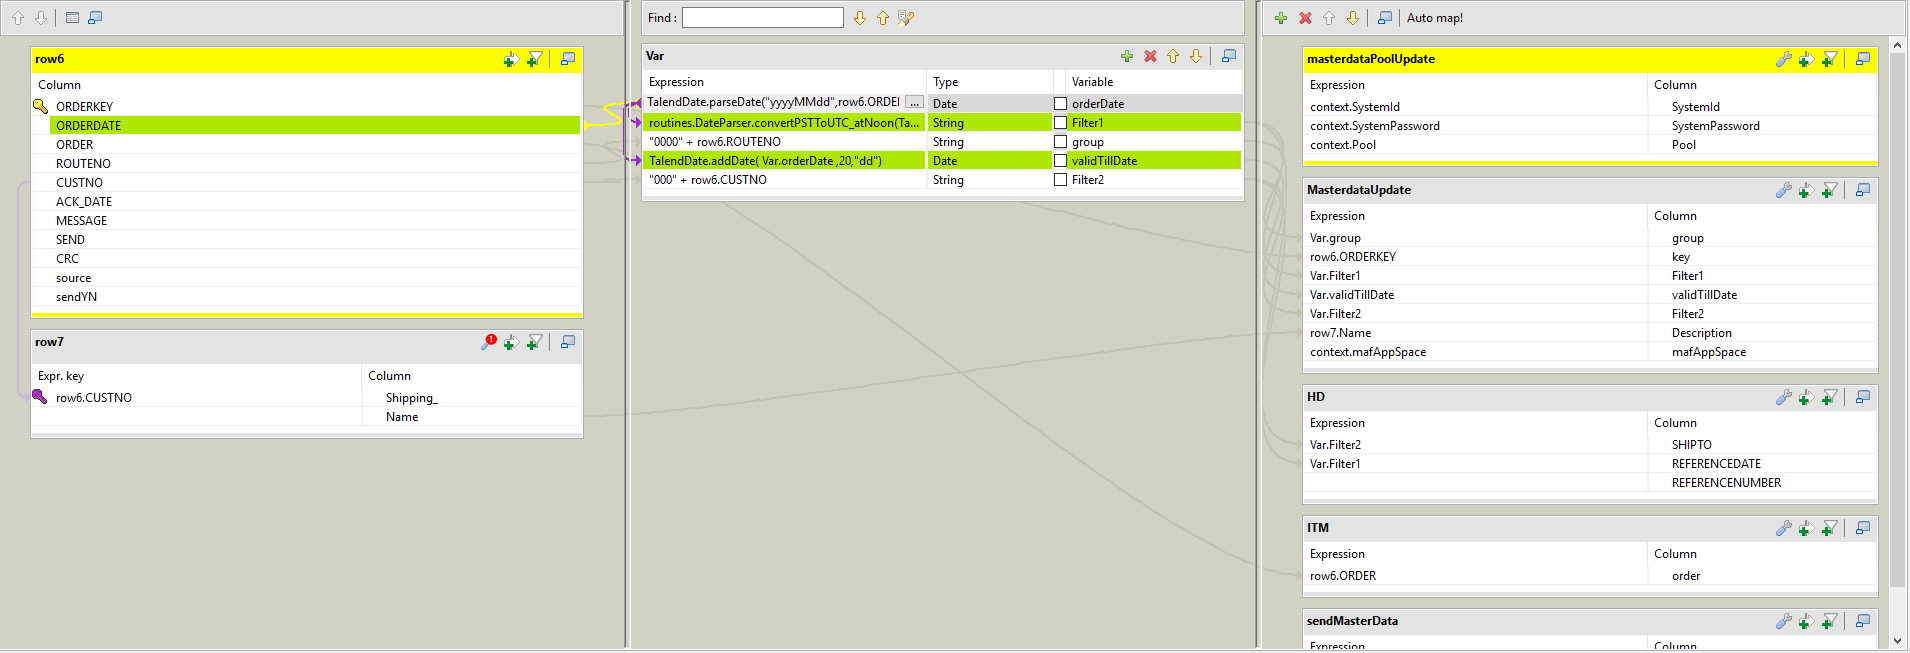 Find :
Auto map!
row6
Column
ORDERKEY
ORDERDATE
ORDER
ROUTENO
CUSTNO
ACK_DATE
MESSAGE
SEND
CRC
source
sendYN
row7
1
Expr. key Column
row6.CUSTNO Shipping_
Name
Var
Expression Type Variable
TalendDate.parseDate("yyyyMMdd",row6.ORDEI ... Date orderDate
routines.DateParser.convertPSTToUTC_atNoon(Ta... String Filter1
"0000" + row6.ROUTENO String group
TalendDate.addDate( Var.orderDate ,20,"dd") Date validTillDate
"000" + row6.CUSTNO String Filter2
masterdataPoolUpdate
Expression Column
context.SystemId SystemId
context.SystemPassword SystemPassword
context.Pool Pool
MasterdataUpdate
Expression Column
Var.group group
row6.ORDERKEY key
Var.Filter1 Filter1
Var.validTillDate validTillDate
Var.Filter2 Filter2
row7.Name Description
context.mafAppSpace mafAppSpace
HD
Expression Column
Var.Filter2 SHIPTO
Var.Filter1 REFERENCEDATE
REFERENCENUMBER
ITM
Expression Column
row6.ORDER order
sendMasterData
Expression Column